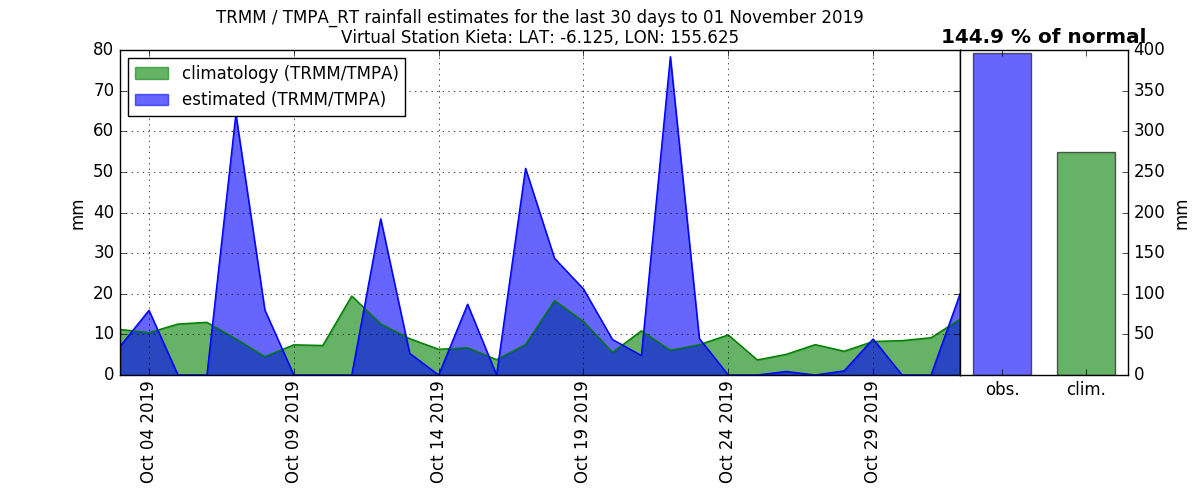 TRMM / TMPA_RT rainfall estimates for the last 30 days to 01 November 2019
Virtual Station Kieta: LAT: -6.125, LON: 155.625
144.9 % of normal
climatology (TRMM/TMPA)
estimated (TRMM/TMPA)
80
70
60
50
40
30
20
10
0
mm
Oct 04 2019
Oct 09 2019
Oct 14 2019
Oct 19 2019
Oct 24 2019
Oct 29 2019
obs.
clim.
400
350
300
250
200
150
100
50
0
mm